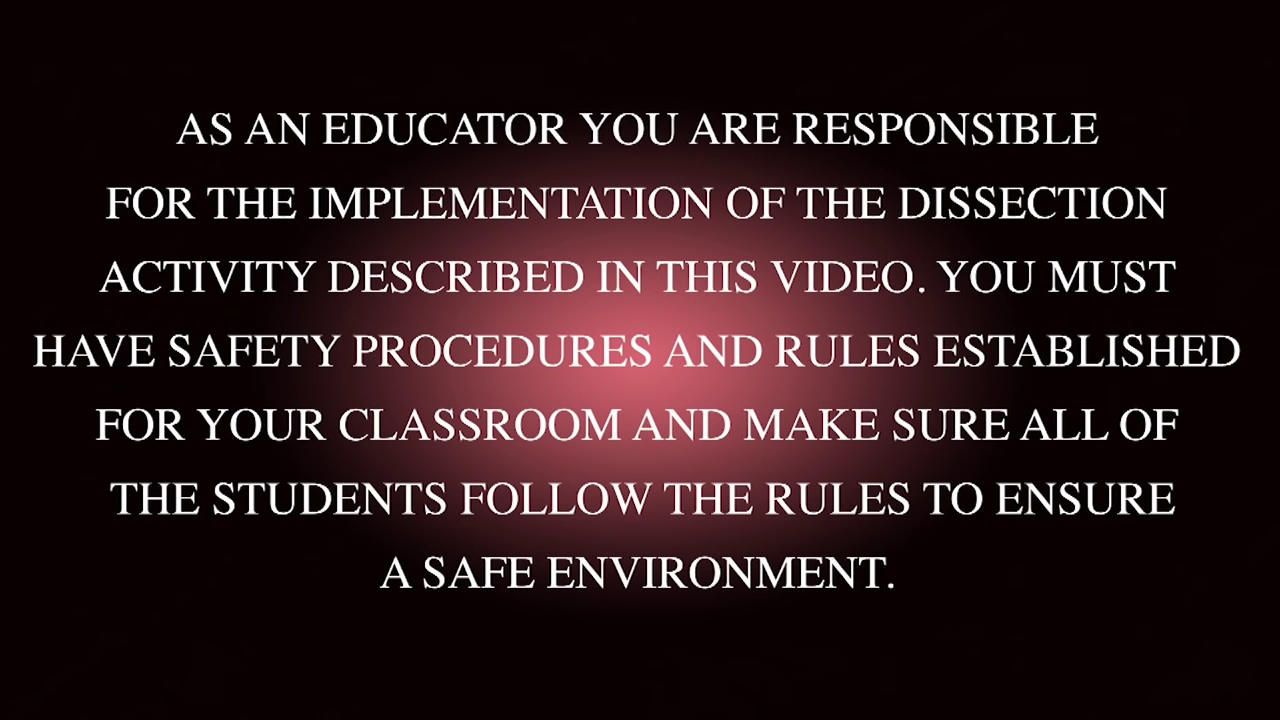 AS AN EDUCATOR YOU ARE RESPONSIBLE
FOR THE IMPLEMENTATION OF THE DISSECTION
ACTIVITY DESCRIBED IN THIS VIDEO. YOU MUST
HAVE SAFETY PROCEDURES AND RULES ESTABLISHED
FOR YOUR CLASSROOM AND MAKE SURE ALL OF
THE STUDENTS FOLLOW THE RULES TO ENSURE
A SAFE ENVIRONMENT.